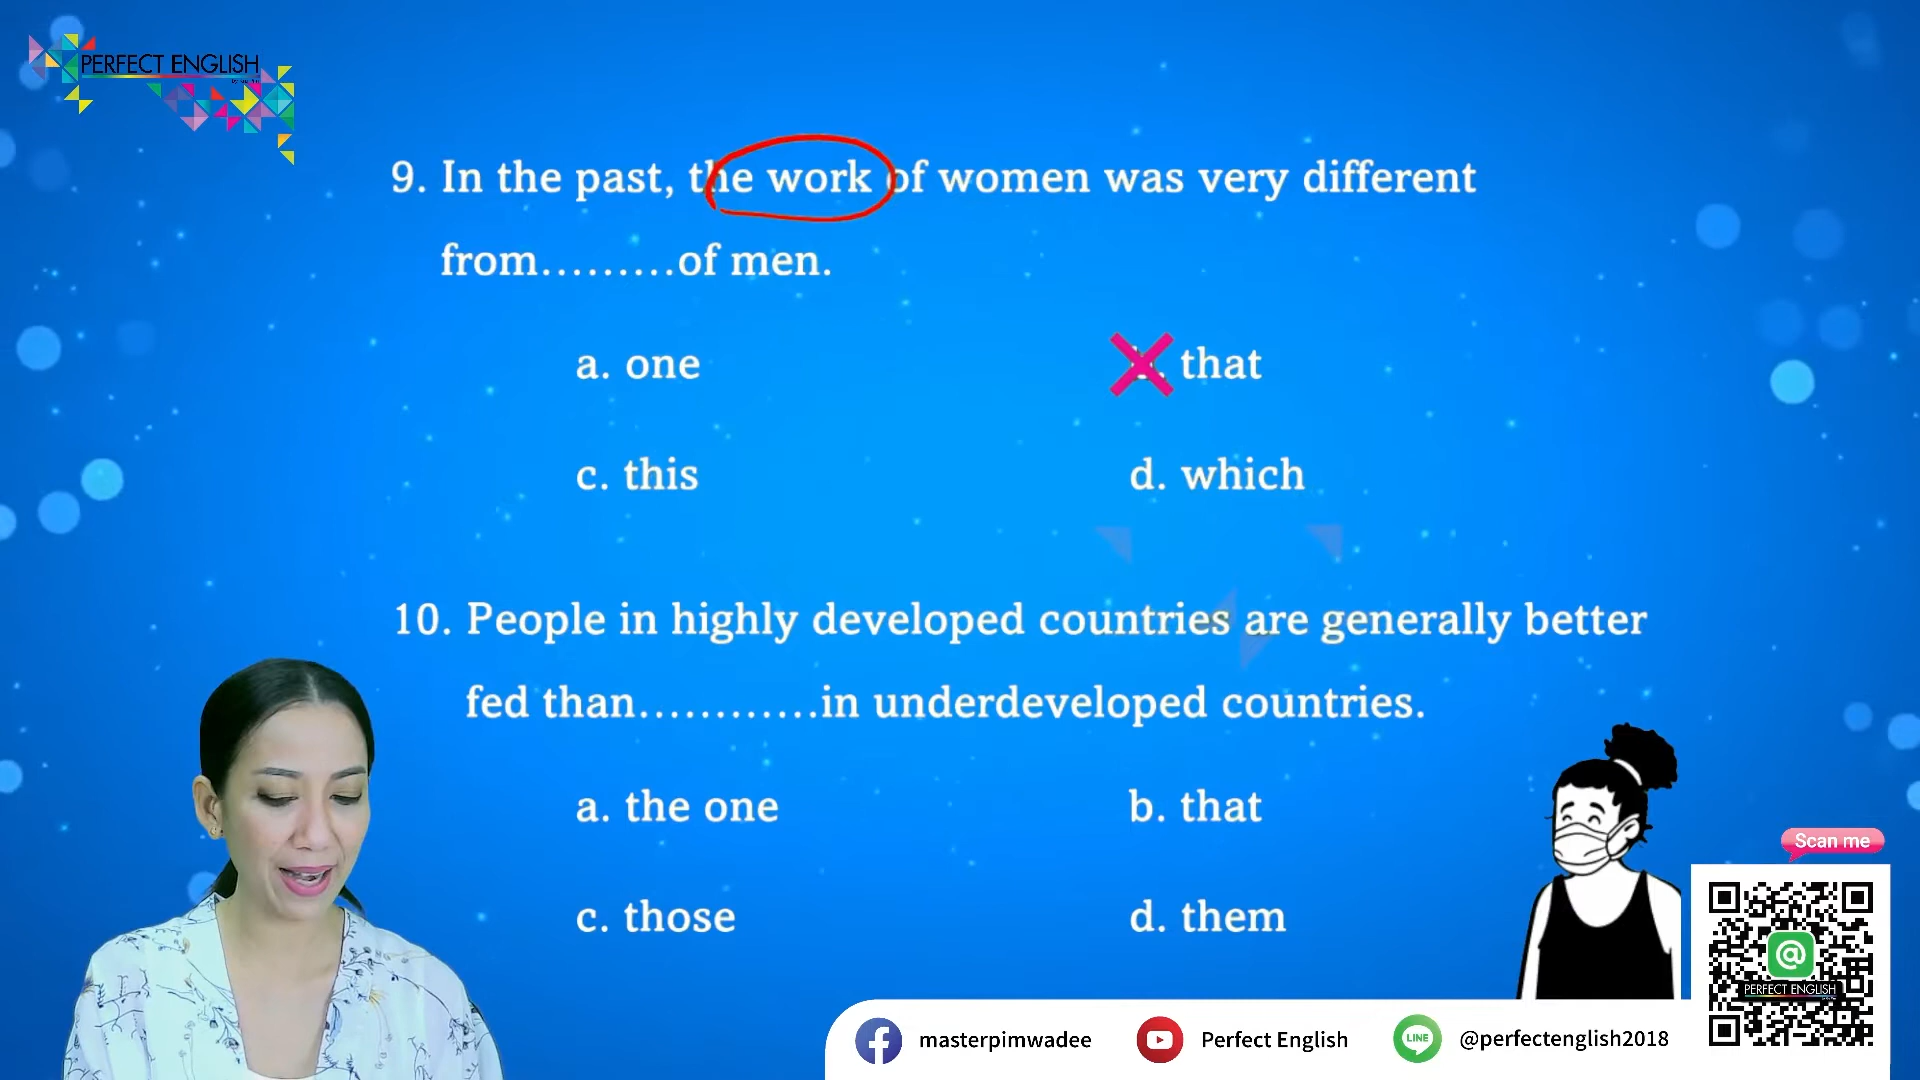 PERFECT ENGLISH
9. In the past, the work of women was very different
from.........of men.
a. one
that
c. this
d. which
10. People in highly developed countries are generally better
fed than............in underdeveloped countries.
a. the one
b. that
c. those
d. them
Scan me
@
PERFECT ENGLISH
masterpimwadee
Perfect English
LINE
@perfectenglish2018